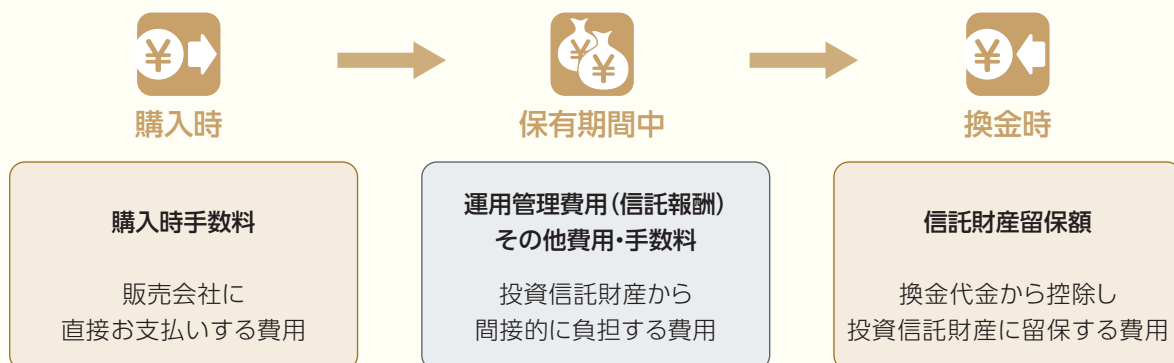 購入時
保有期間中
換金時
購入時手数料
販売会社に
直接お支払いする費用
運用管理費用(信託報酬)
その他費用・手数料
投資信託財産から
間接的に負担する費用
信託財産留保額
換金代金から控除し
投資信託財産に留保する費用